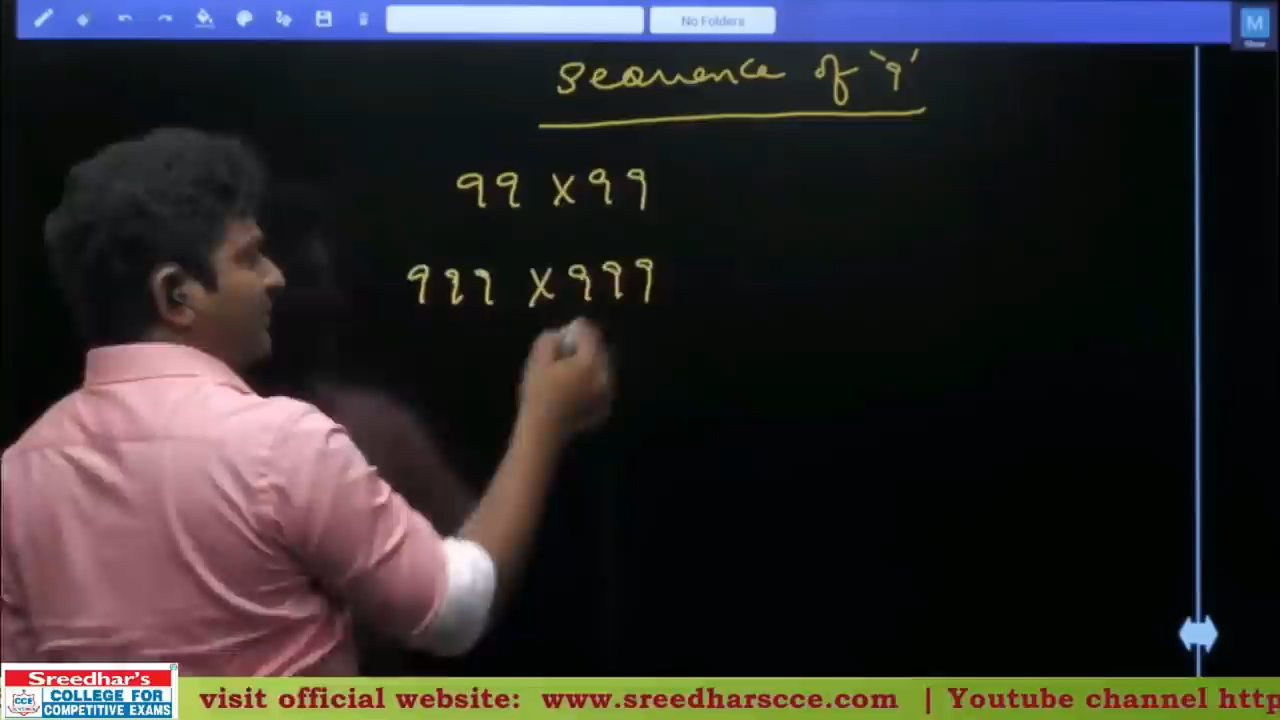 No Folders
M
Sequence of '9'
99 x 99
999 x 999
Sreedhar's
CCE
COLLEGE FOR
COMPETITIVE EXAMS
visit official website: www.sreedharscce.com | Youtube channel http